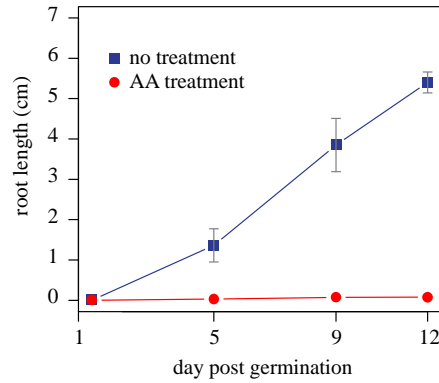 7
6
5
4
3
2
1
0
no treatment
AA treatment
root length (cm)
1 5 9 12
day post germination